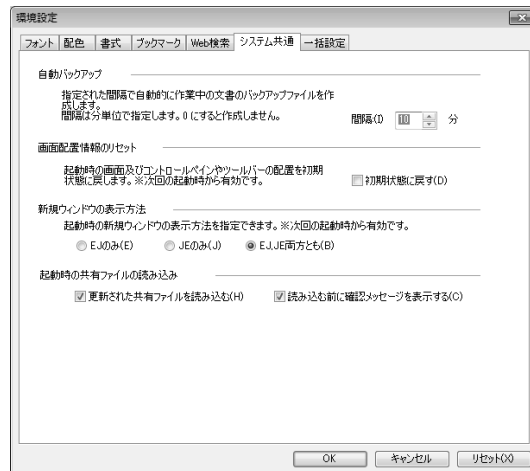 環境設定
フォント 配色 書式 ブックマーク Web検索 システム共通 一括設定
自動バックアップ
指定された間隔で自動的に作業中の文書のバックアップファイルを作
成します。
間隔は分単位で指定します。0 にすると作成しません。 間隔(I) 10 分
画面配置情報のリセット
起動時の画面及びコントロールペインやツールバーの配置を初期
状態に戻します。※次回の起動時から有効です。 初期状態に戻す(D)
新規ウィンドウの表示方法
起動時の新規ウィンドウの表示方法を指定できます。※次回の起動時から有効です。
EJのみ(E) JEのみ(J) EJ,JE両方とも(B)
起動時の共有ファイルの読み込み
更新された共有ファイルを読み込む(H) 読み込む前に確認メッセージを表示する(C)
OK キャンセル リセット(X)